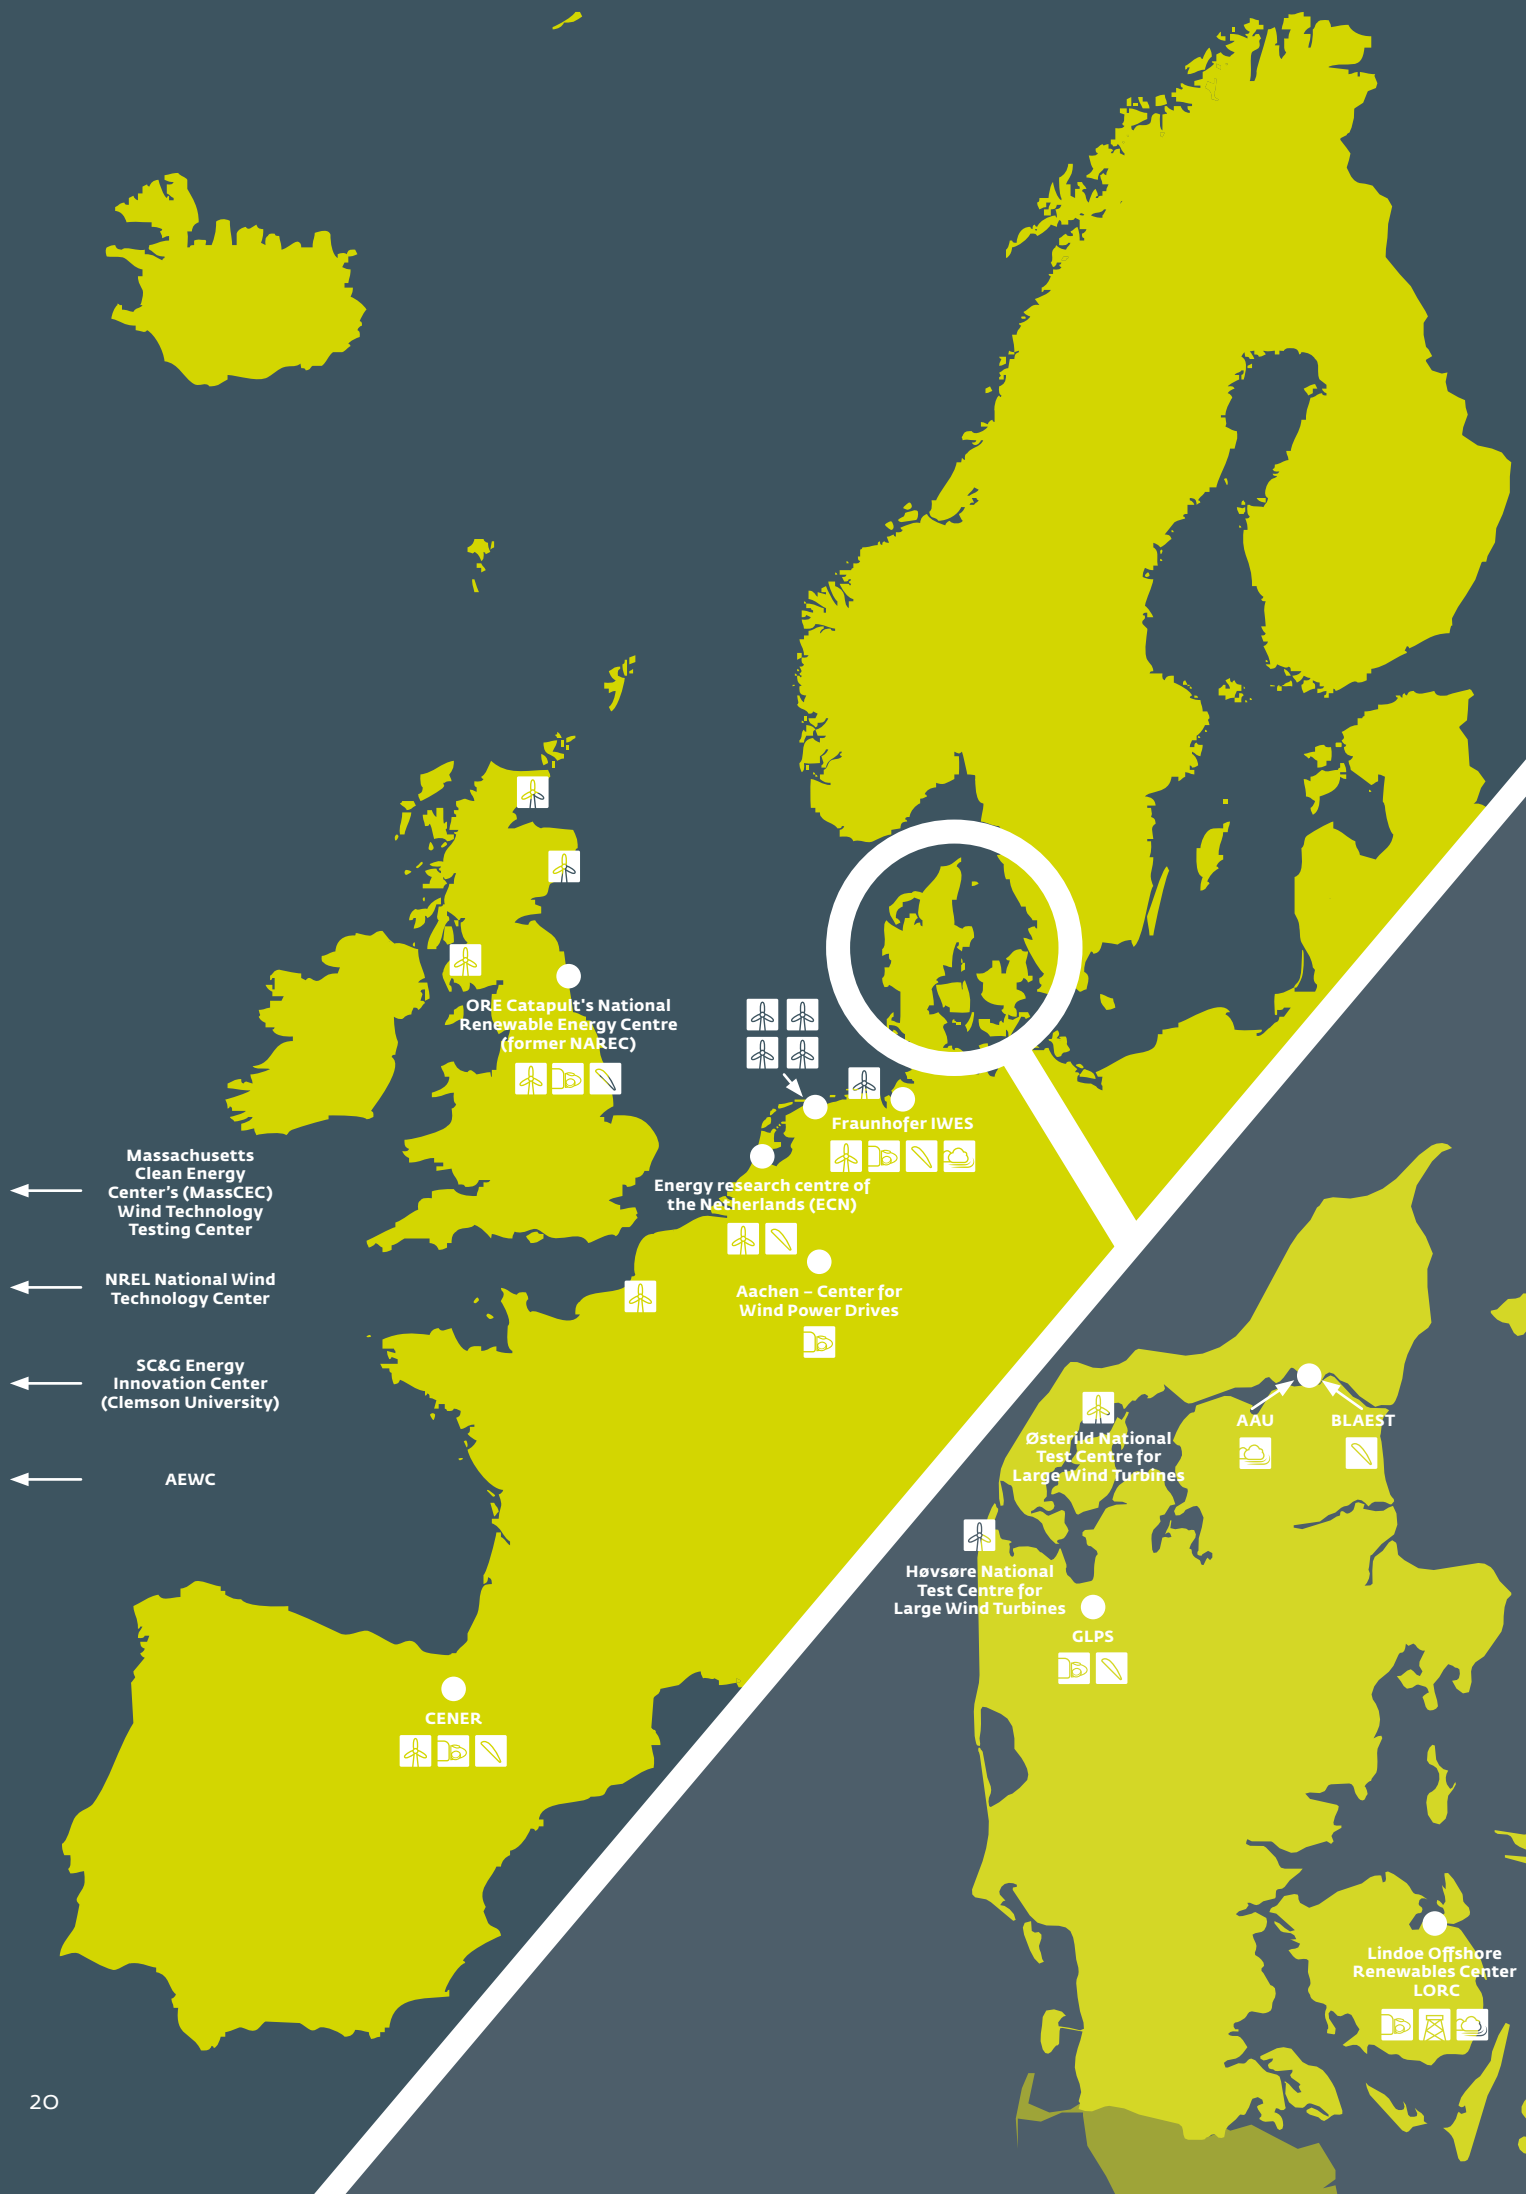 ORE Catapult's National
Renewable Energy Centre
(former NAREC)
Fraunhofer IWES
Massachusetts
Clean Energy
Center's (MassCEC)
Wind Technology
Testing Center
Energy research centre of
the Netherlands (ECN)
NREL National Wind
Technology Center
Aachen – Center for
Wind Power Drives
SC&G Energy
Innovation Center
(Clemson University)
AEWC
AAU
BLAEST
Østerild National
Test Centre for
Large Wind Turbines
Høvsøre National
Test Centre for
Large Wind Turbines
GLPS
CENER
Lindoe Offshore
Renewables Center
LORC
20